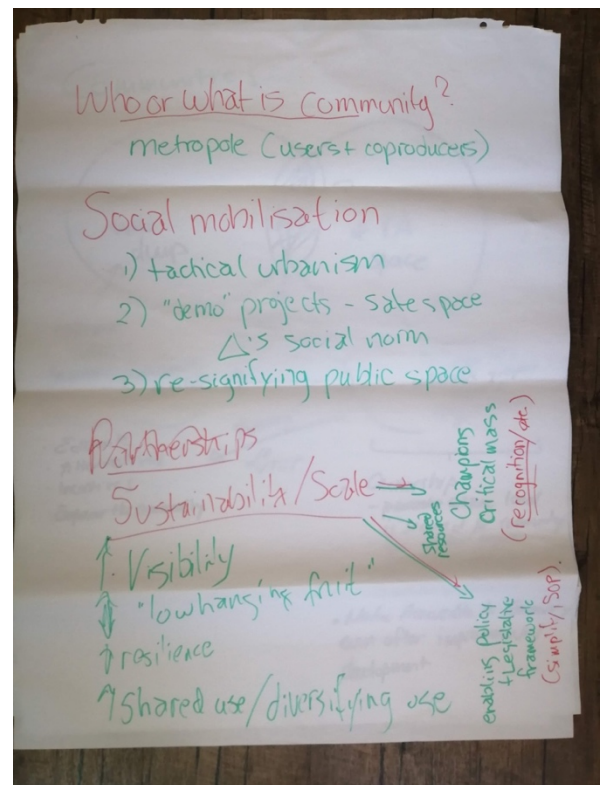 Who or what is community?
metropole (users + coproducers)
Social mobilisation
1) tactical urbanism
2) "demo" projects - safe space
Δ's social norm
3) re-signifying public space
Partnerships
Sustainability/Scale
↑ Visibility
"low hanging fruit"
↑ resilience
↑ Shared use/diversifying use
shared
resources
Champions
Critical mass
(recognition/
enabling policy
+ Legislative
framework
(simplify/SOP).